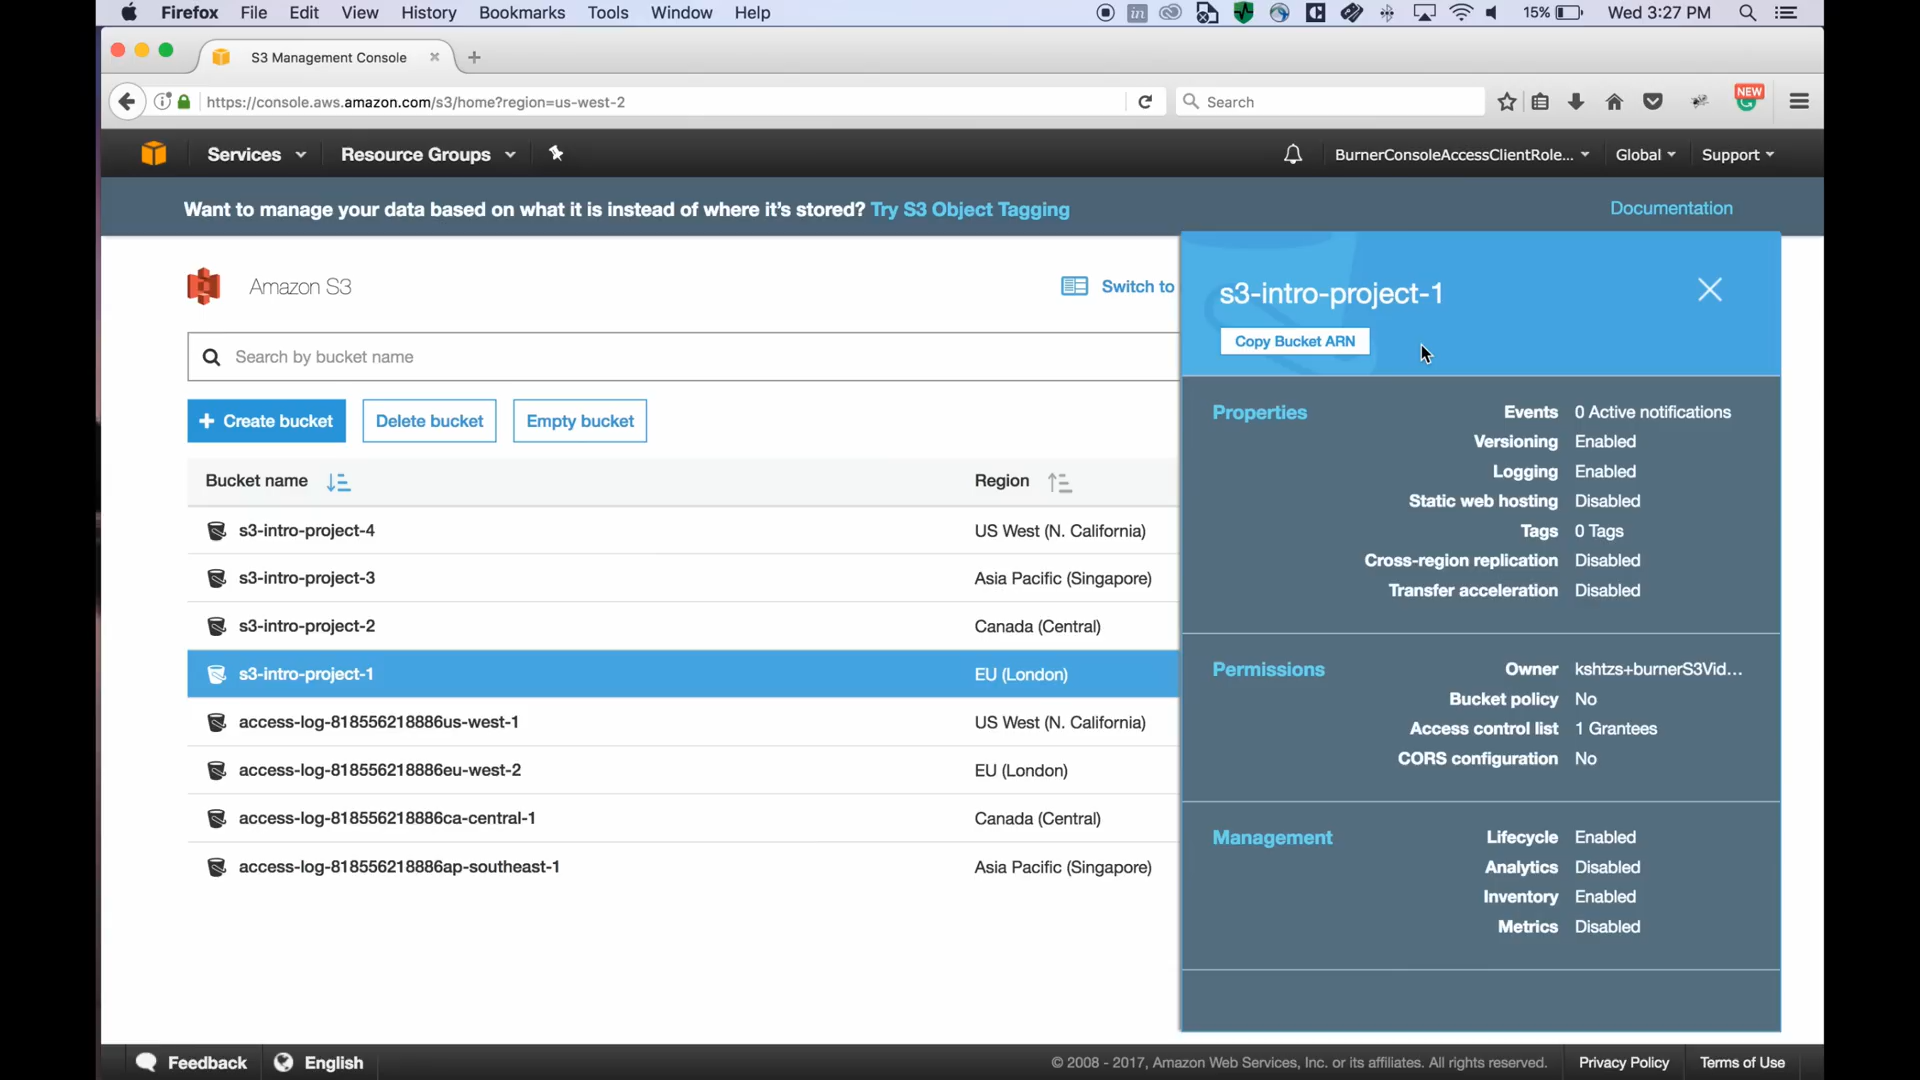 Firefox File Edit View History Bookmarks Tools Window Help 15% Wed 3:27 PM
S3 Management Console
https://console.aws.amazon.com/s3/home?region=us-west-2 Search NEW
Services Resource Groups BurnerConsoleAccessClientRole... Global Support
Want to manage your data based on what it is instead of where it's stored? Try S3 Object Tagging Documentation
Amazon S3 Switch to
Search by bucket name
+ Create bucket Delete bucket Empty bucket
Bucket name Region
s3-intro-project-4 US West (N. California)
s3-intro-project-3 Asia Pacific (Singapore)
s3-intro-project-2 Canada (Central)
s3-intro-project-1 EU (London)
access-log-818556218886us-west-1 US West (N. California)
access-log-818556218886eu-west-2 EU (London)
access-log-818556218886ca-central-1 Canada (Central)
access-log-818556218886ap-southeast-1 Asia Pacific (Singapore)
s3-intro-project-1
Copy Bucket ARN
Properties Events 0 Active notifications
Versioning Enabled
Logging Enabled
Static web hosting Disabled
Tags 0 Tags
Cross-region replication Disabled
Transfer acceleration Disabled
Permissions Owner kshtzs+burnerS3Vid...
Bucket policy No
Access control list 1 Grantees
CORS configuration No
Management Lifecycle Enabled
Analytics Disabled
Inventory Enabled
Metrics Disabled
Feedback English © 2008 - 2017, Amazon Web Services, Inc. or its affiliates. All rights reserved. Privacy Policy Terms of Use